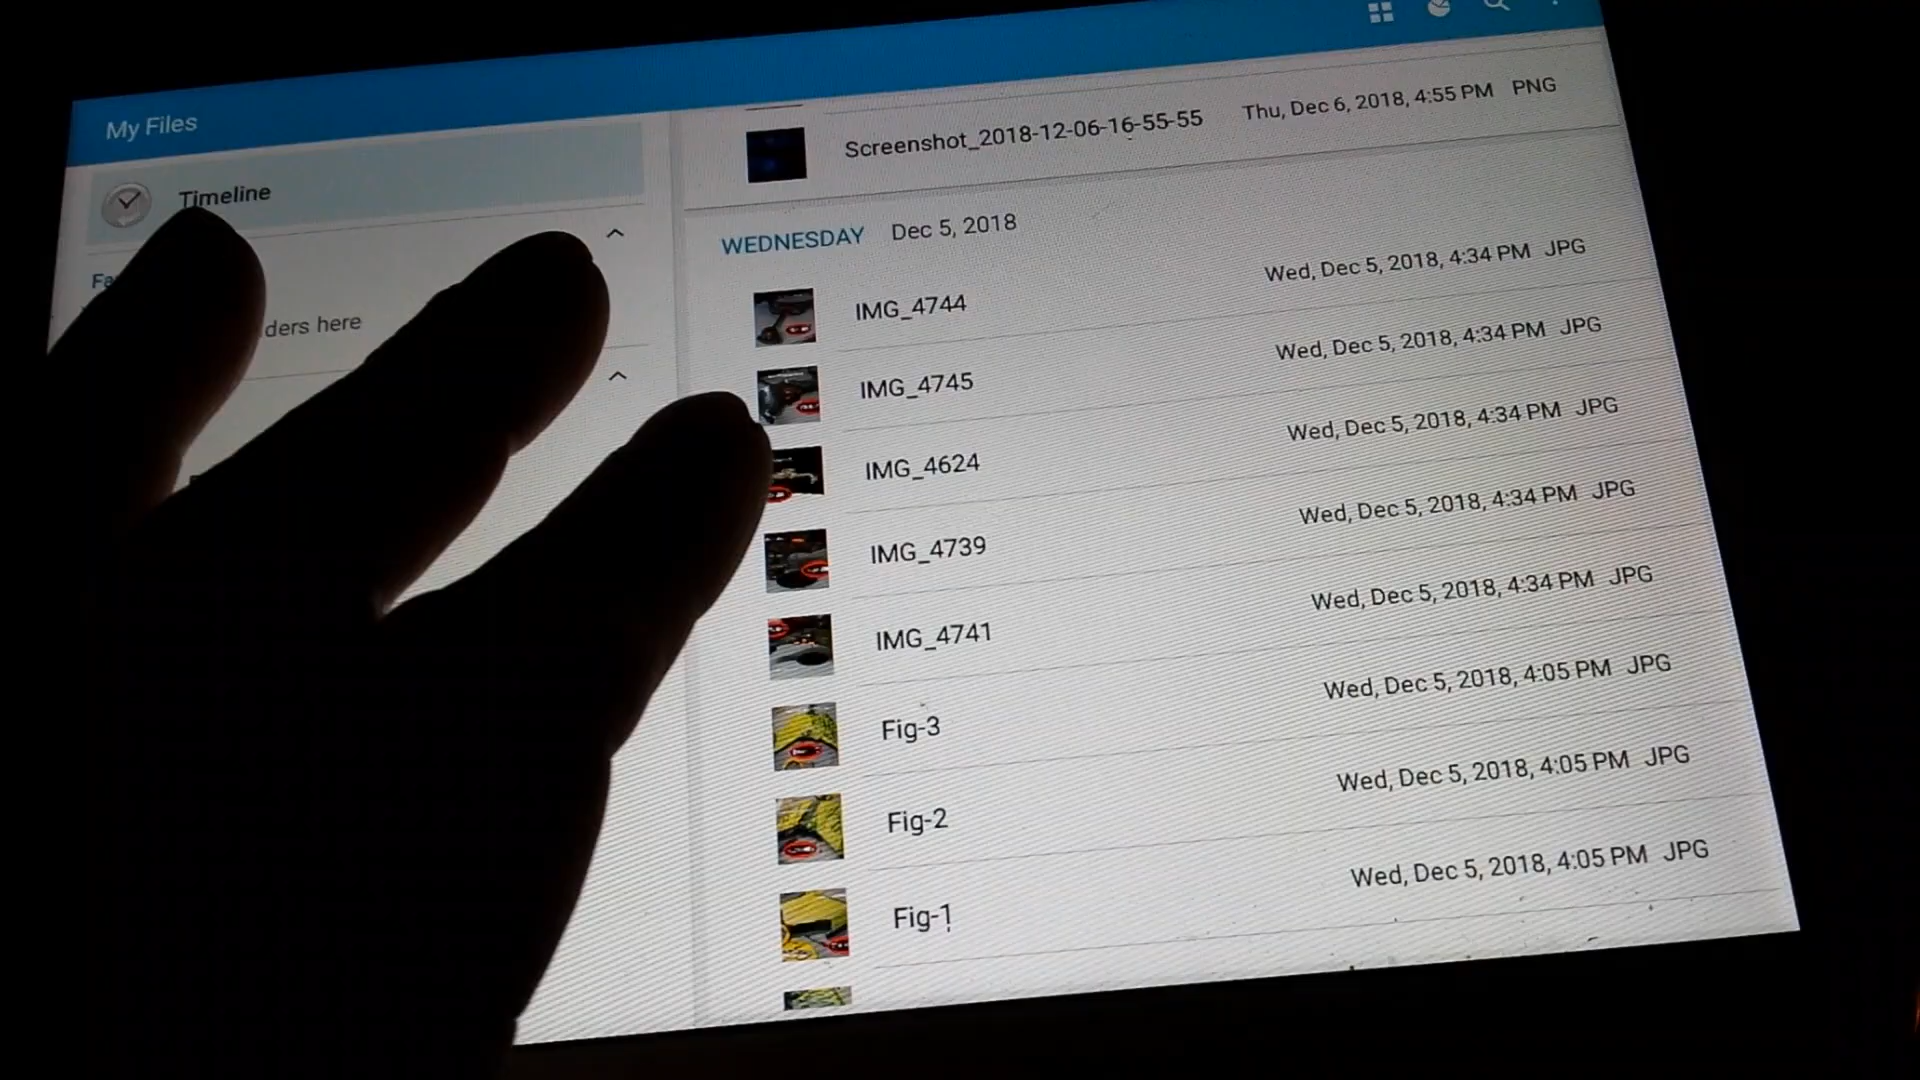 My Files
Timeline
Fa
ders here
Screenshot_2018-12-06-16-55-55 Thu, Dec 6, 2018, 4:55 PM PNG
WEDNESDAY Dec 5, 2018
IMG_4744 Wed, Dec 5, 2018, 4:34 PM JPG
IMG_4745 Wed, Dec 5, 2018, 4:34 PM JPG
IMG_4624 Wed, Dec 5, 2018, 4:34 PM JPG
IMG_4739 Wed, Dec 5, 2018, 4:34 PM JPG
IMG_4741 Wed, Dec 5, 2018, 4:34 PM JPG
Fig-3 Wed, Dec 5, 2018, 4:05 PM JPG
Fig-2 Wed, Dec 5, 2018, 4:05 PM JPG
Fig-1 Wed, Dec 5, 2018, 4:05 PM JPG